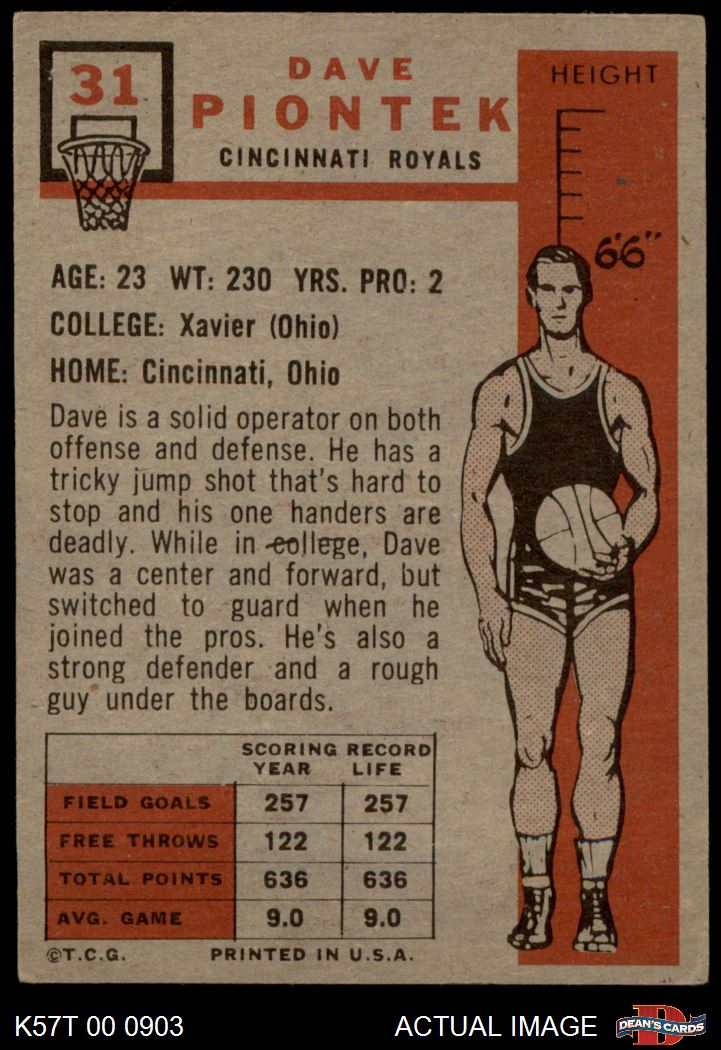 31
DAVE
PIONTEK
CINCINNATI ROYALS
HEIGHT
6'6"
AGE: 23 WT: 230 YRS. PRO: 2
COLLEGE: Xavier (Ohio)
HOME: Cincinnati, Ohio
Dave is a solid operator on both
offense and defense. He has a
tricky jump shot that's hard to
stop and his one handers are
deadly. While in college, Dave
was a center and forward, but
switched to guard when he
joined the pros. He's also a
strong defender and a rough
guy under the boards.
SCORING RECORD
YEAR LIFE
FIELD GOALS 257 257
FREE THROWS 122 122
TOTAL POINTS 636 636
AVG. GAME 9.0 9.0
©T.C.G. PRINTED IN U.S.A.
K57T 00 0903
ACTUAL IMAGE
D
DEAN'S CARDS